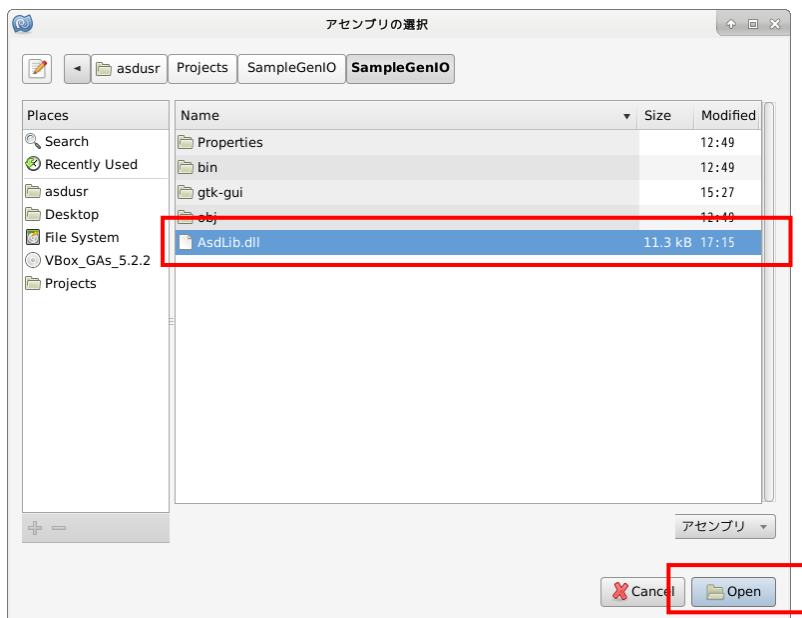 アセンブリの選択
asdusr Projects SampleGenIO SampleGenIO
Places Name Size Modified
Search Properties 12:49
Recently Used bin 12:49
asdusr gtk-gui 15:27
Desktop obj 12:49
File System AsdLib.dll 11.3 kB 17:15
VBox_GAs_5.2.2
Projects
アセンブリ
Cancel Open